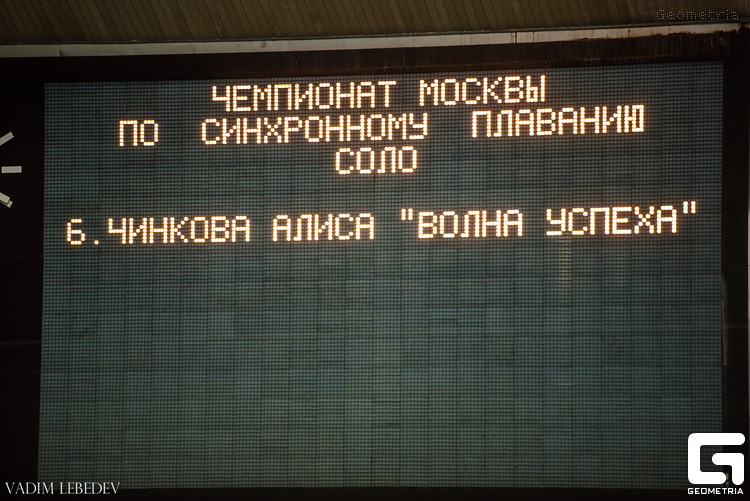 Geometria
ЧЕМПИОНАТ МОСКВЫ
ПО СИНХРОННОМУ ПЛАВАНИЮ
СОЛО
6.ЧИНКОВА АЛИСА "ВОЛНА УСПЕХА"
VADIM LEBEDEV
GEOMETRIA